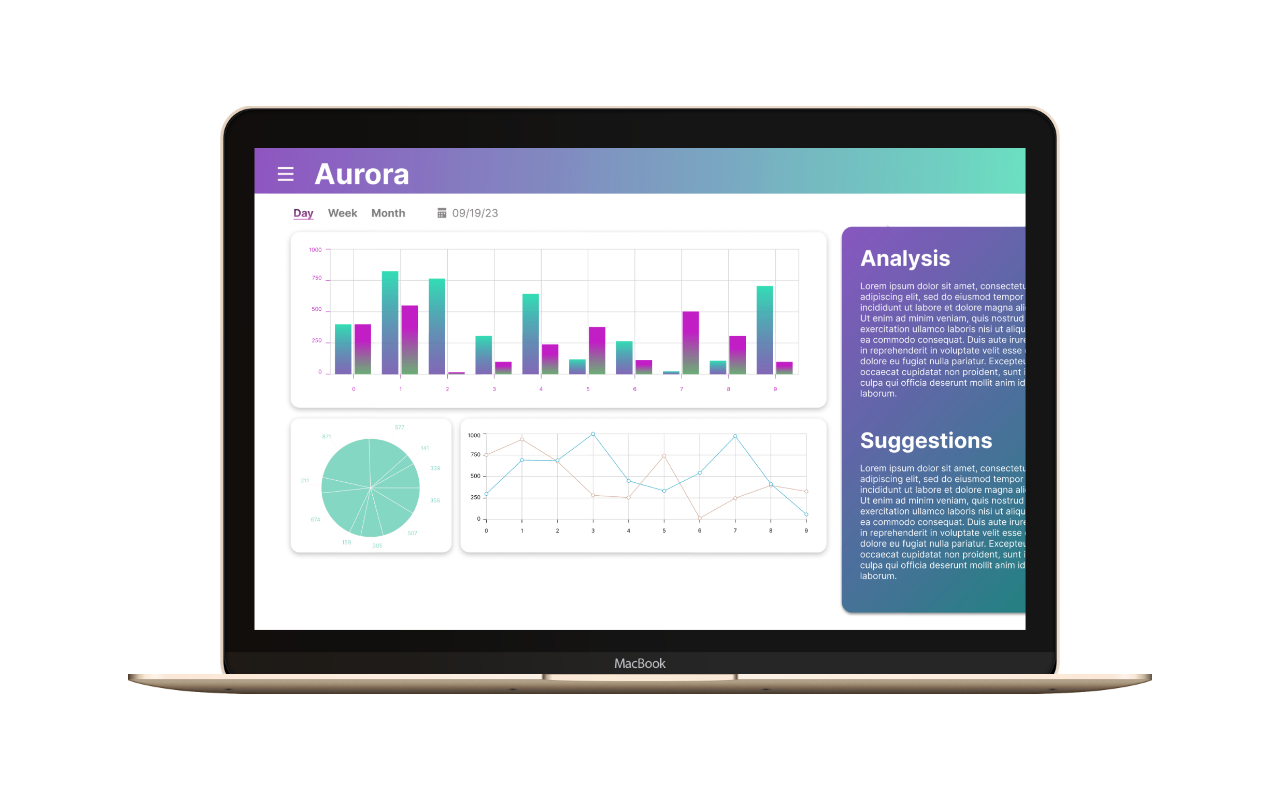 Aurora
Day Week Month 09/19/23
1000
750
500
250
0
0 1 2 3 4 5 6 7 8 9
Analysis
Lorem ipsum dolor sit amet, consectetu
adipiscing elit, sed do eiusmod tempor
incididunt ut labore et dolore magna ali
Ut enim ad minim veniam, quis nostrud
exercitation ullamco laboris nisi ut aliqu
ea commodo consequat. Duis aute irure
in reprehenderit in voluptate velit esse
dolore eu fugiat nulla pariatur. Excepteu
occaecat cupidatat non proident, sunt i
culpa qui officia deserunt mollit anim id
laborum.
Suggestions
Lorem ipsum dolor sit amet, consectetu
adipiscing elit, sed do eiusmod tempor
incididunt ut labore et dolore magna ali
Ut enim ad minim veniam, quis nostrud
exercitation ullamco laboris nisi ut aliqu
ea commodo consequat. Duis aute irure
in reprehenderit in voluptate velit esse
dolore eu fugiat nulla pariatur. Excepteu
occaecat cupidatat non proident, sunt i
culpa qui officia deserunt mollit anim id
laborum.
677
671
507
1000
750
500
250
0
0 1 2 3 4 5 6 7 8 9
MacBook